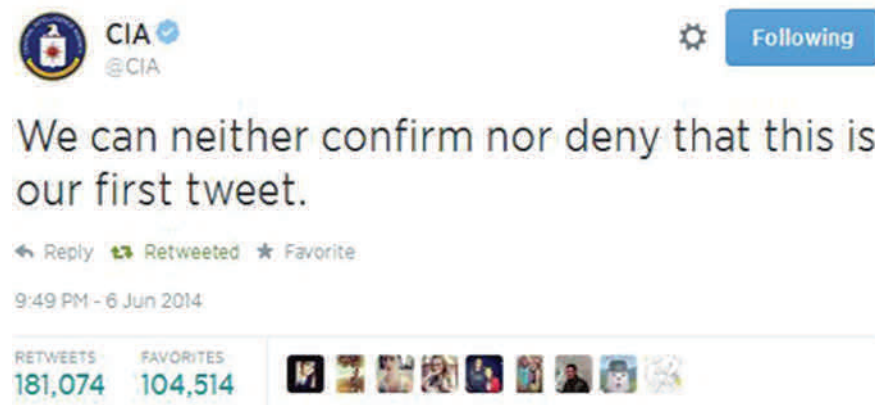 CIA
Following
@CIA
We can neither confirm nor deny that this is
our first tweet.
Reply Retweeted Favorite
9:49 PM - 6 Jun 2014
RETWEETS FAVORITES
181,074 104,514